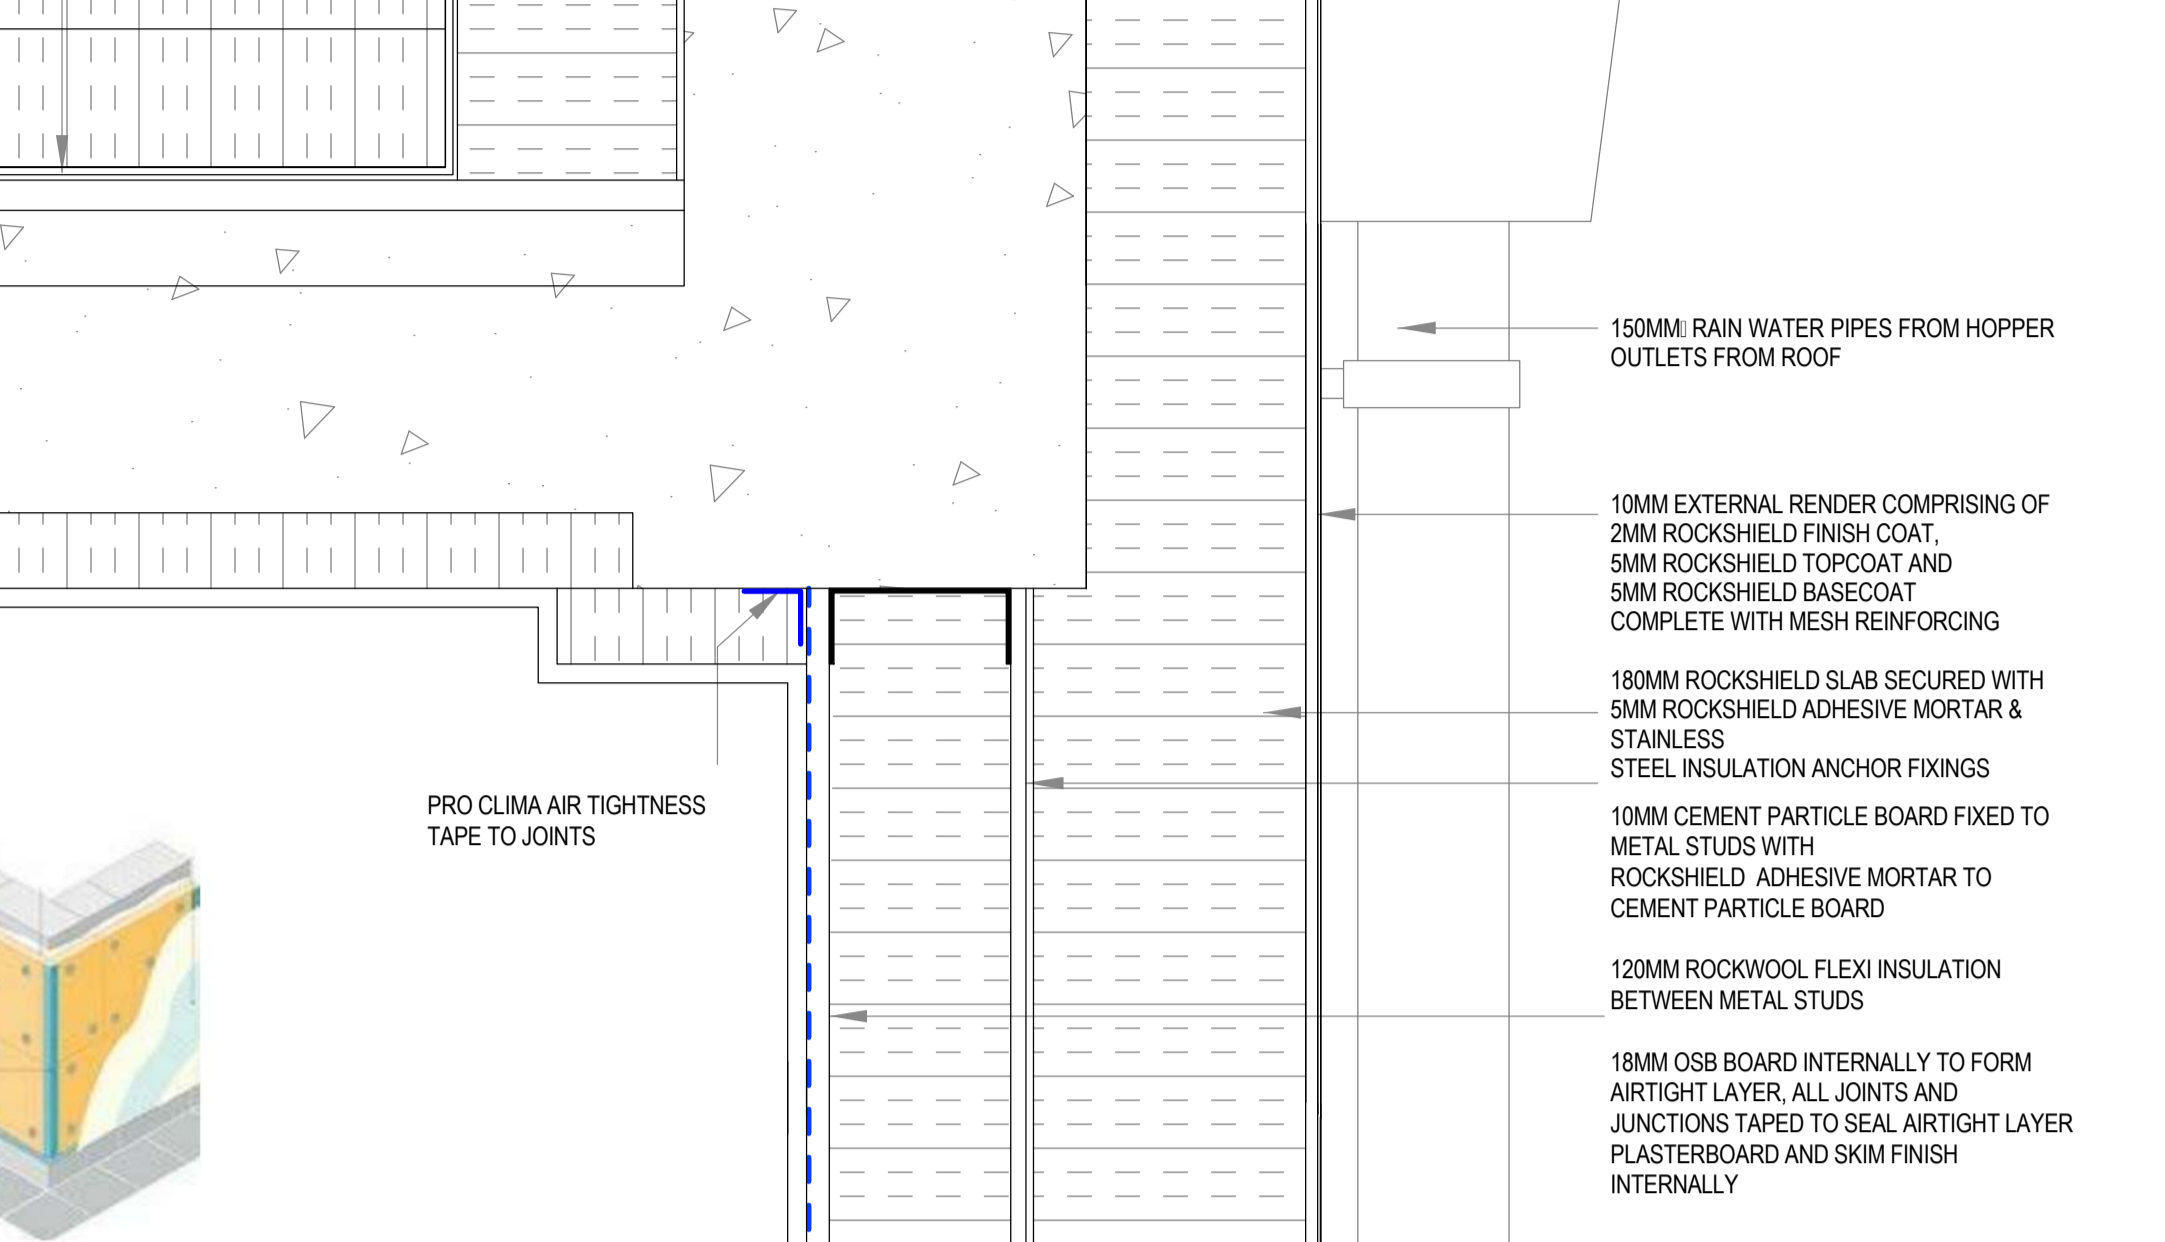 150MM▯ RAIN WATER PIPES FROM HOPPER
OUTLETS FROM ROOF
10MM EXTERNAL RENDER COMPRISING OF
2MM ROCKSHIELD FINISH COAT,
5MM ROCKSHIELD TOPCOAT AND
5MM ROCKSHIELD BASECOAT
COMPLETE WITH MESH REINFORCING
180MM ROCKSHIELD SLAB SECURED WITH
5MM ROCKSHIELD ADHESIVE MORTAR &
STAINLESS
STEEL INSULATION ANCHOR FIXINGS
PRO CLIMA AIR TIGHTNESS
TAPE TO JOINTS
10MM CEMENT PARTICLE BOARD FIXED TO
METAL STUDS WITH
ROCKSHIELD  ADHESIVE MORTAR TO
CEMENT PARTICLE BOARD
120MM ROCKWOOL FLEXI INSULATION
BETWEEN METAL STUDS
18MM OSB BOARD INTERNALLY TO FORM
AIRTIGHT LAYER, ALL JOINTS AND
JUNCTIONS TAPED TO SEAL AIRTIGHT LAYER
PLASTERBOARD AND SKIM FINISH
INTERNALLY